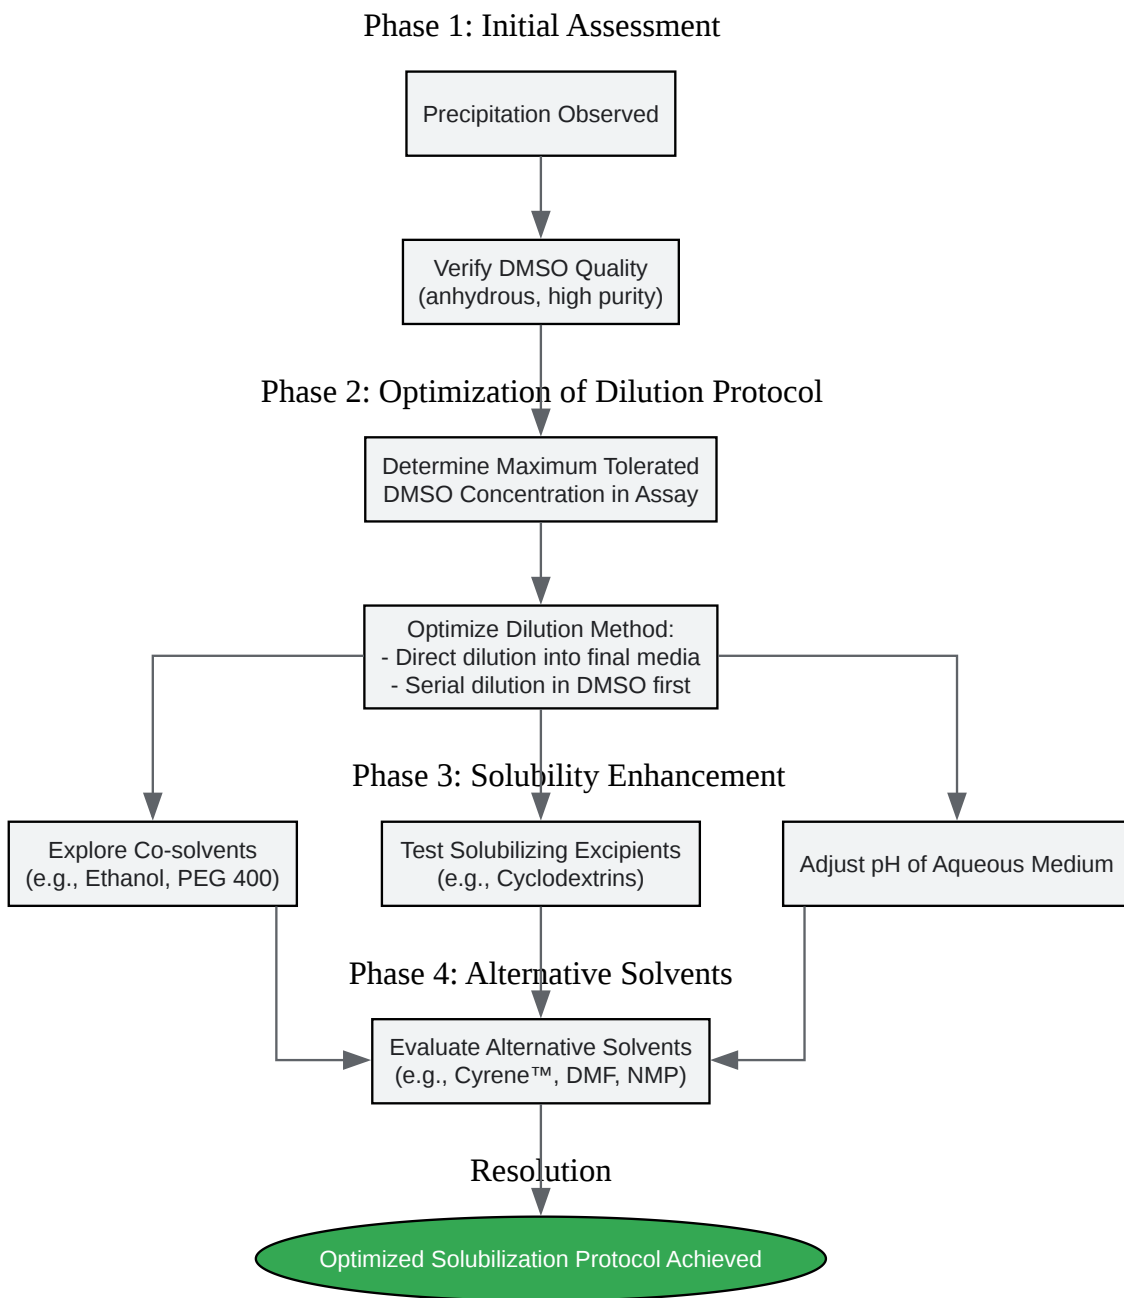 Phase 1: Initial Assessment
Precipitation Observed
Verify DMSO Quality
(anhydrous, high purity)
Phase 2: Optimization of Dilution Protocol
Determine Maximum Tolerated
DMSO Concentration in Assay
Optimize Dilution Method:
- Direct dilution into final media
- Serial dilution in DMSO first
Phase 3: Solubility Enhancement
Explore Co-solvents
(e.g., Ethanol, PEG 400)
Test Solubilizing Excipients
(e.g., Cyclodextrins)
Adjust pH of Aqueous Medium
Phase 4: Alternative Solvents
Evaluate Alternative Solvents
(e.g., Cyrene™, DMF, NMP)
Resolution
Optimized Solubilization Protocol Achieved